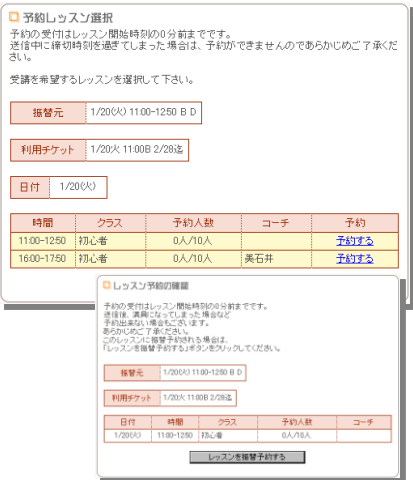 予約レッスン選択
予約の受付はレッスン開始時刻の0分前までです。
送信中に締切時刻を過ぎてしまった場合は、予約ができませんのであらかじめご了承くだ
さい。
受講を希望するレッスンを選択して下さい。
振替元 1/20(火) 11:00-12:50 B D
利用チケット 1/20火 11:00B 2/28迄
日付 1/20(火)
時間 クラス 予約人数 コーチ 予約
11:00-12:50 初心者 0人/10人 予約する
16:00-17:50 初心者 0人/10人 美石井 予約する
レッスン予約の確認
予約の受付はレッスン開始時刻の0分前までです。
送信後、満員になってしまった場合など
予約出来ない場合もございます。
あらかじめご了承ください。
このレッスンに振替予約される場合は、
「レッスンを振替予約する」ボタンをクリックしてください。
振替元 1/20(火) 11:00-12:50 B D
利用チケット 1/20火 11:00B 2/28迄
日付 時間 クラス 予約人数 コーチ
1/20(火) 11:00-12:50 初心者 0人/10人
レッスンを振替予約する